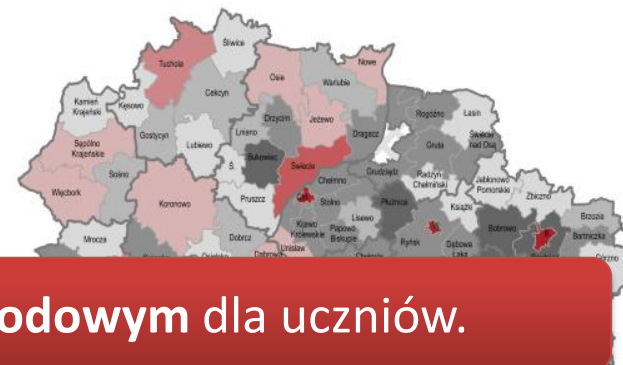 Śliwice
Tuchola
Nowe
Osie
Warlubie
Cekcyn
Kamień
Krajeński
Kęsowo
Rogóźno
Łasin
Drzycim
Jeżewo
Gostycyn
Lniano
Dragacz
Świecie
nad Osą
Lubiewo
Gruta
Sępólno
Krajeńskie
Bukowiec
Świecie
Ś.
Sośno
Chełmno
Grudziądz
Radzyń
Chełmiński
Jabłonowo
Pomorskie
Zbiczno
Więcbork
Koronowo
Pruszcz
Stolno
Płużnica
Książki
Lisewo
Brzozie
Kijewo
Królewskie
Papowo
Biskupie
Bobrowo
Bartniczka
Mrocza
Dobrcz
Unisław
Ryńsk
Dębowa
Łąka
Górzno
odowym dla uczniów.